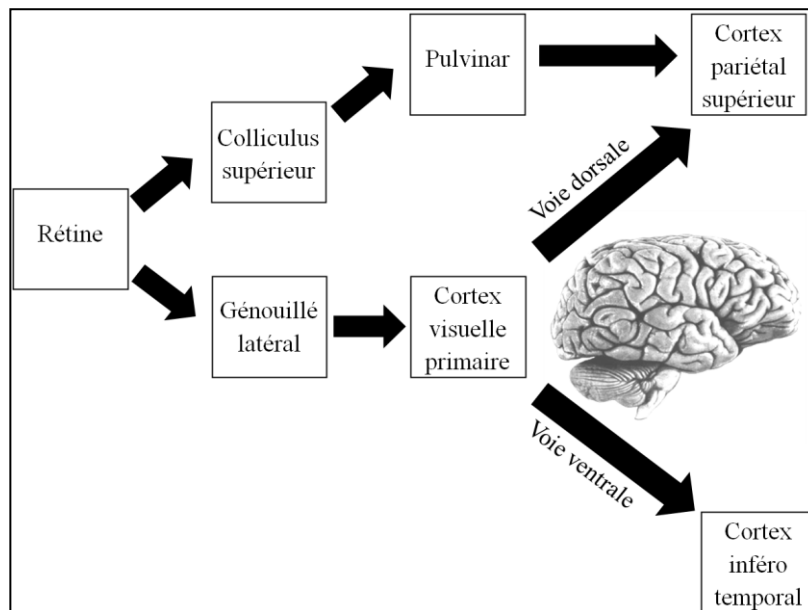 Pulvinar
Cortex
pariétal
supérieur
Colliculus
supérieur
Voie dorsale
Rétine
Génouillé
latéral
Cortex
visuelle
primaire
Voie ventrale
Cortex
inféro
temporal